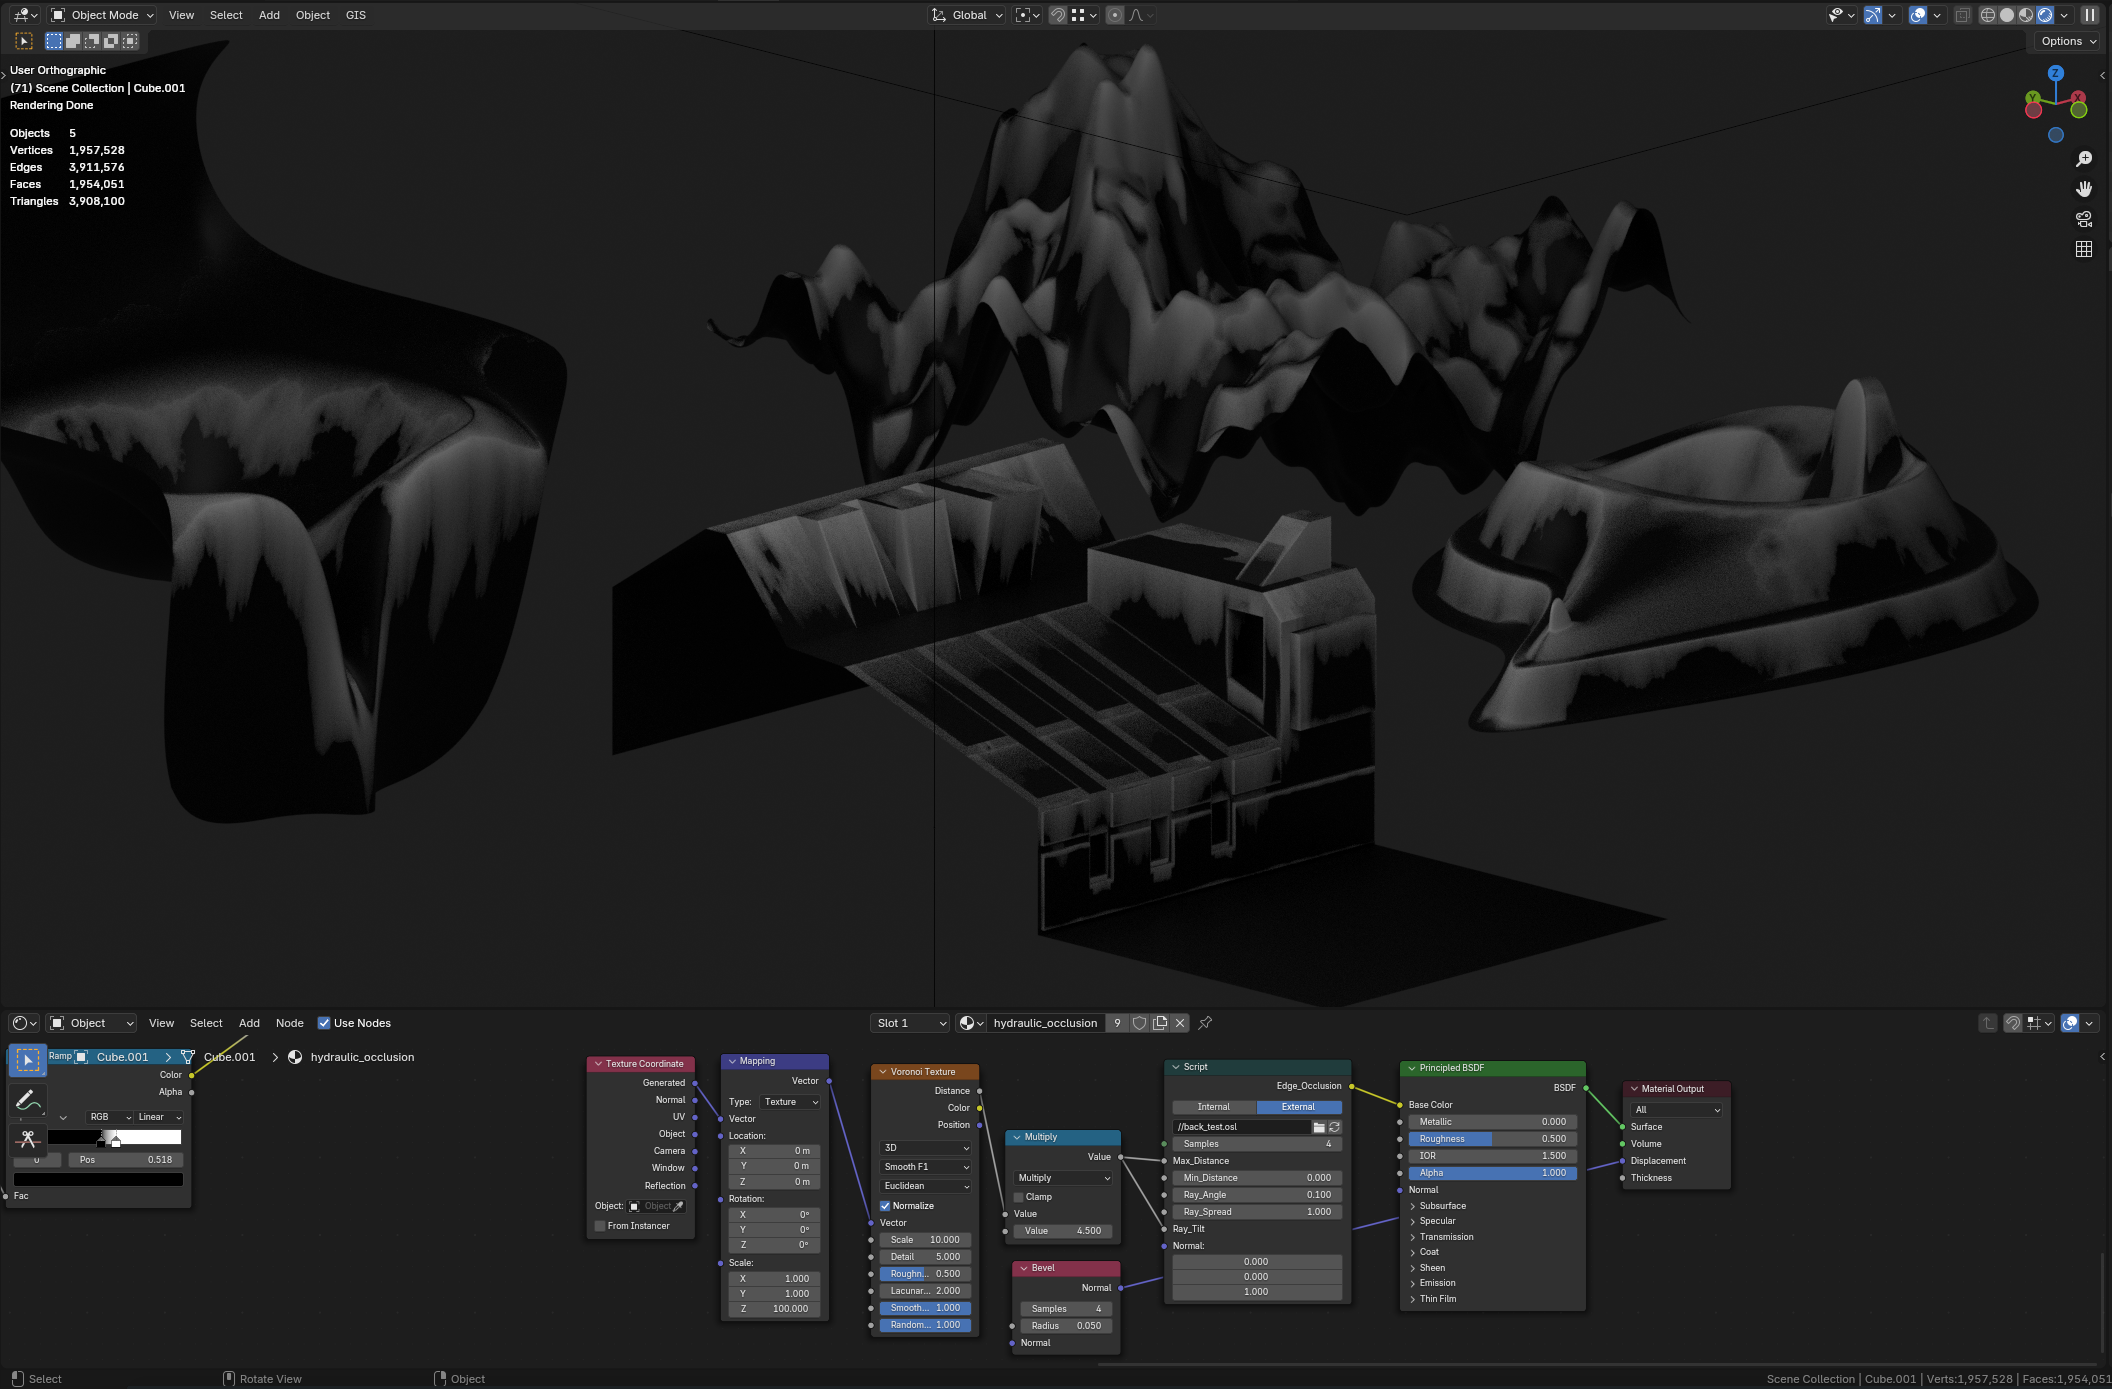 Object Mode View Select Add Object GIS Global
Options
User Orthographic
(71) Scene Collection | Cube.001
Rendering Done
Objects 5
Vertices 1,957,528
Edges 3,911,576
Faces 1,954,051
Triangles 3,908,100
Z
Y
X
Object View Select Add Node Use Nodes Slot 1 hydraulic_occlusion 9
Ramp Cube.001 Cube.001 hydraulic_occlusion
Color
Alpha
RGB Linear
0 Pos 0.518
Fac
Texture Coordinate
Generated
Normal
UV
Object
Camera
Window
Reflection
Object: Object
From Instancer
Mapping
Vector
Type: Texture
Vector
Location:
X 0 m
Y 0 m
Z 0 m
Rotation:
X 0°
Y 0°
Z 0°
Scale:
X 1.000
Y 1.000
Z 100.000
Voronoi Texture
Distance
Color
Position
3D
Smooth F1
Euclidean
Normalize
Vector
Scale 10.000
Detail 5.000
Roughn... 0.500
Lacunar... 2.000
Smooth... 1.000
Random... 1.000
Multiply
Value
Multiply
Clamp
Value
Value 4.500
Bevel
Normal
Samples 4
Radius 0.050
Normal
Script
Edge_Occlusion
Internal External
//back_test.osl
Samples 4
Max_Distance
Min_Distance 0.000
Ray_Angle 0.100
Ray_Spread 1.000
Ray_Tilt
Normal:
0.000
0.000
1.000
Principled BSDF
BSDF
Base Color
Metallic 0.000
Roughness 0.500
IOR 1.500
Alpha 1.000
Normal
Subsurface
Specular
Transmission
Coat
Sheen
Emission
Thin Film
Material Output
All
Surface
Volume
Displacement
Thickness
Select Rotate View Object Scene Collection | Cube.001 | Verts:1,957,528 | Faces:1,954,051